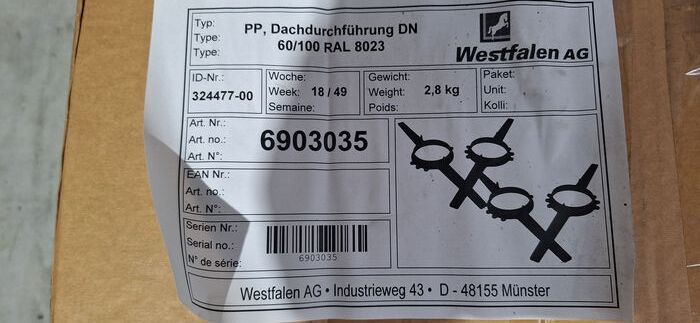 Typ:
Type:
Type:
PP, Dachdurchführung DN
60/100 RAL 8023
Westfalen AG
ID-Nr.:
324477-00
Woche:
Week: 18 / 49
Semaine:
Gewicht:
Weight: 2,8 kg
Poids:
Paket:
Unit:
Kolli:
Art. Nr.:
Art. no.:
Art. N°:
6903035
EAN Nr.:
Art. no.:
Art. N°:
Serien Nr.:
Serial no.:
N° de série:
6903035
Westfalen AG • Industrieweg 43 • D - 48155 Münster